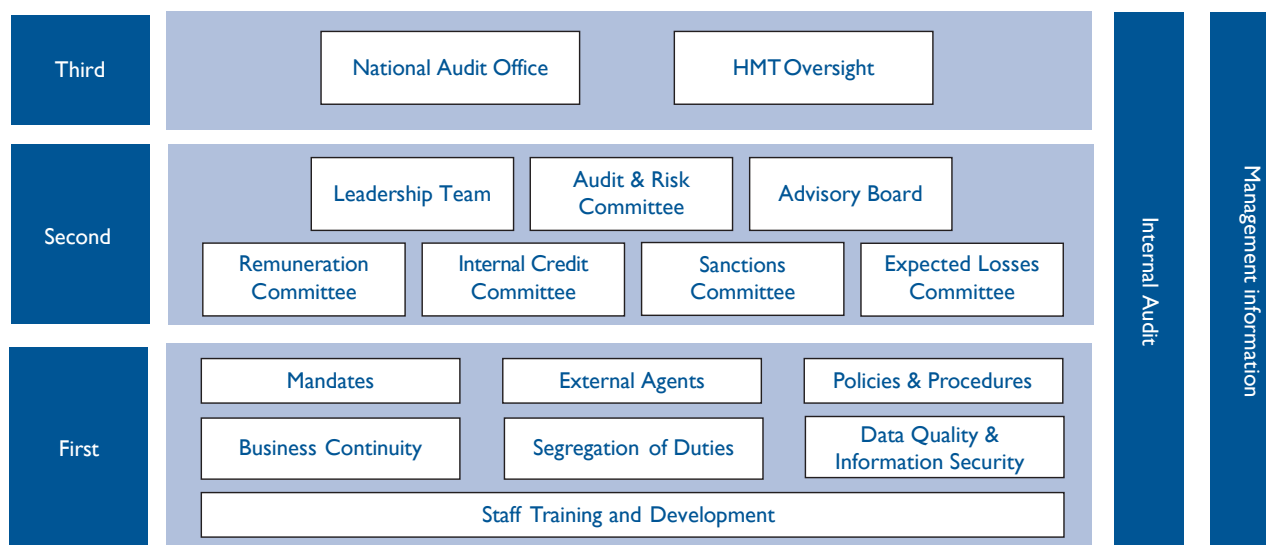 Third
National Audit Office
HMT Oversight
Second
Leadership Team
Audit & Risk
Committee
Advisory Board
Remuneration
Committee
Internal Credit
Committee
Sanctions
Committee
Expected Losses
Committee
First
Mandates
External Agents
Policies & Procedures
Business Continuity
Segregation of Duties
Data Quality &
Information Security
Staff Training and Development
Internal Audit
Management information